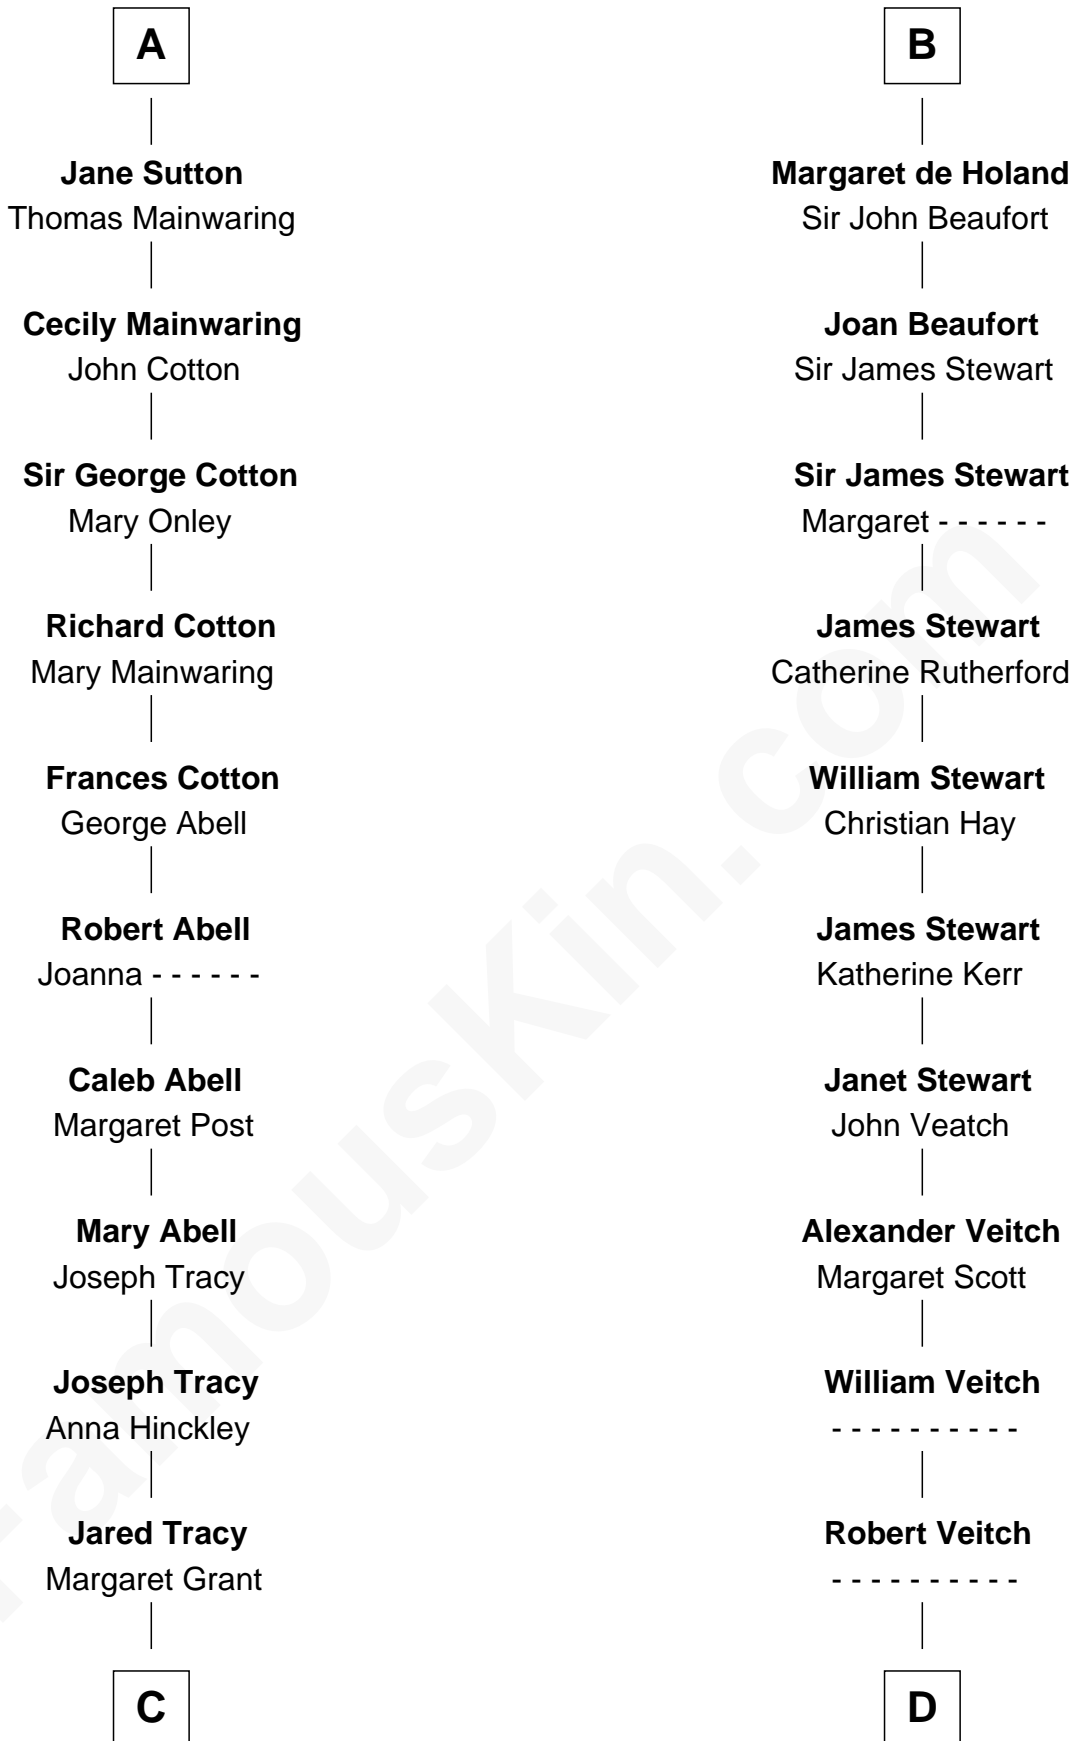 A
Jane Sutton
Thomas Mainwaring
Cecily Mainwaring
John Cotton
Sir George Cotton
Mary Onley
Richard Cotton
Mary Mainwaring
Frances Cotton
George Abell
Robert Abell
Joanna - - - - - -
Caleb Abell
Margaret Post
Mary Abell
Joseph Tracy
Joseph Tracy
Anna Hinckley
Jared Tracy
Margaret Grant
C
B
Margaret de Holand
Sir John Beaufort
Joan Beaufort
Sir James Stewart
Sir James Stewart
Margaret - - - - - -
James Stewart
Catherine Rutherford
William Stewart
Christian Hay
James Stewart
Katherine Kerr
Janet Stewart
John Veatch
Alexander Veitch
Margaret Scott
William Veitch
- - - - - - - - - -
Robert Veitch
- - - - - - - - - -
D
FamousKin.com